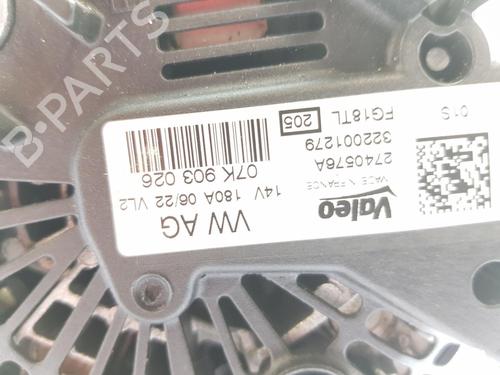 B-PARTS
Valeo
MADE IN FRANCE
2740576A
322001279
FG18TL 205
01S
VW AG
14V 180A 06/22 VL2
07K 903 026